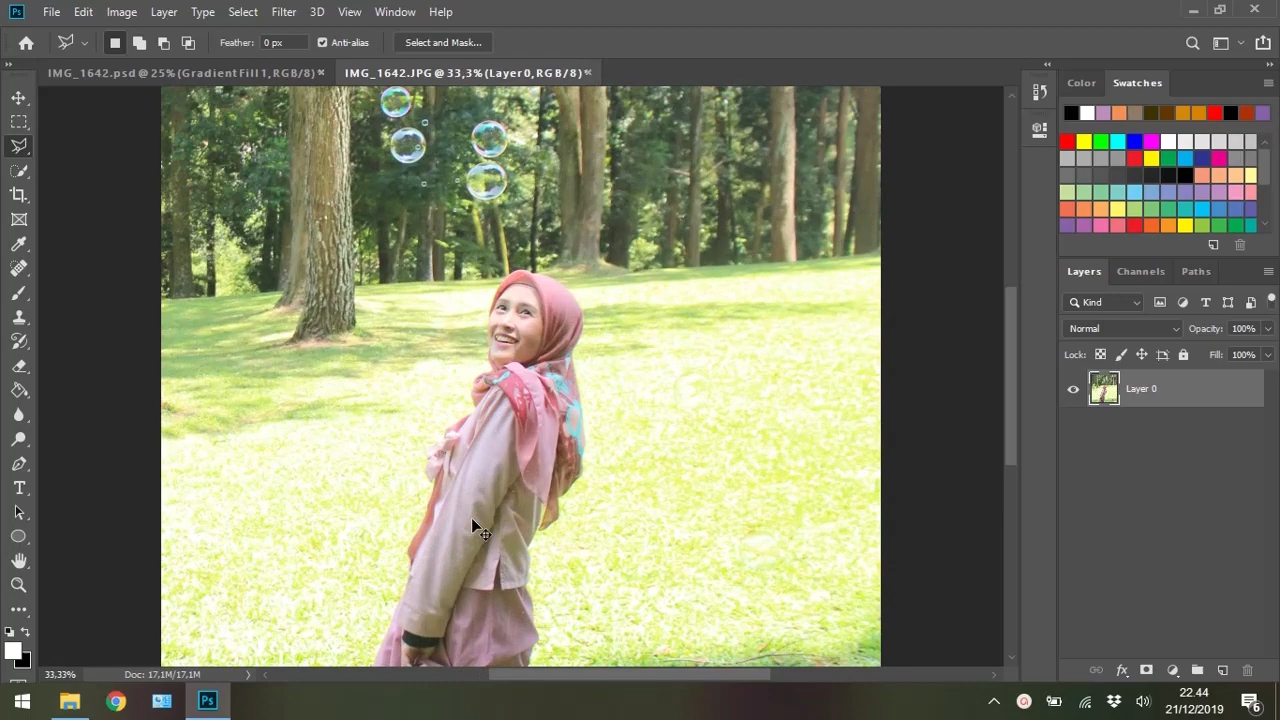 Ps File Edit Image Layer Type Select Filter 3D View Window Help
Feather: 0 px Anti-alias Select and Mask...
IMG_1642.psd @ 25% (Gradient Fill 1, RGB/8) * IMG_1642.JPG @ 33,3% (Layer 0, RGB/8) *
Color Swatches
Layers Channels Paths
Kind
Normal Opacity: 100%
Lock: Fill: 100%
Layer 0
33,33% Doc: 17,1M/17,1M
Ps
22.44
21/12/2019
6